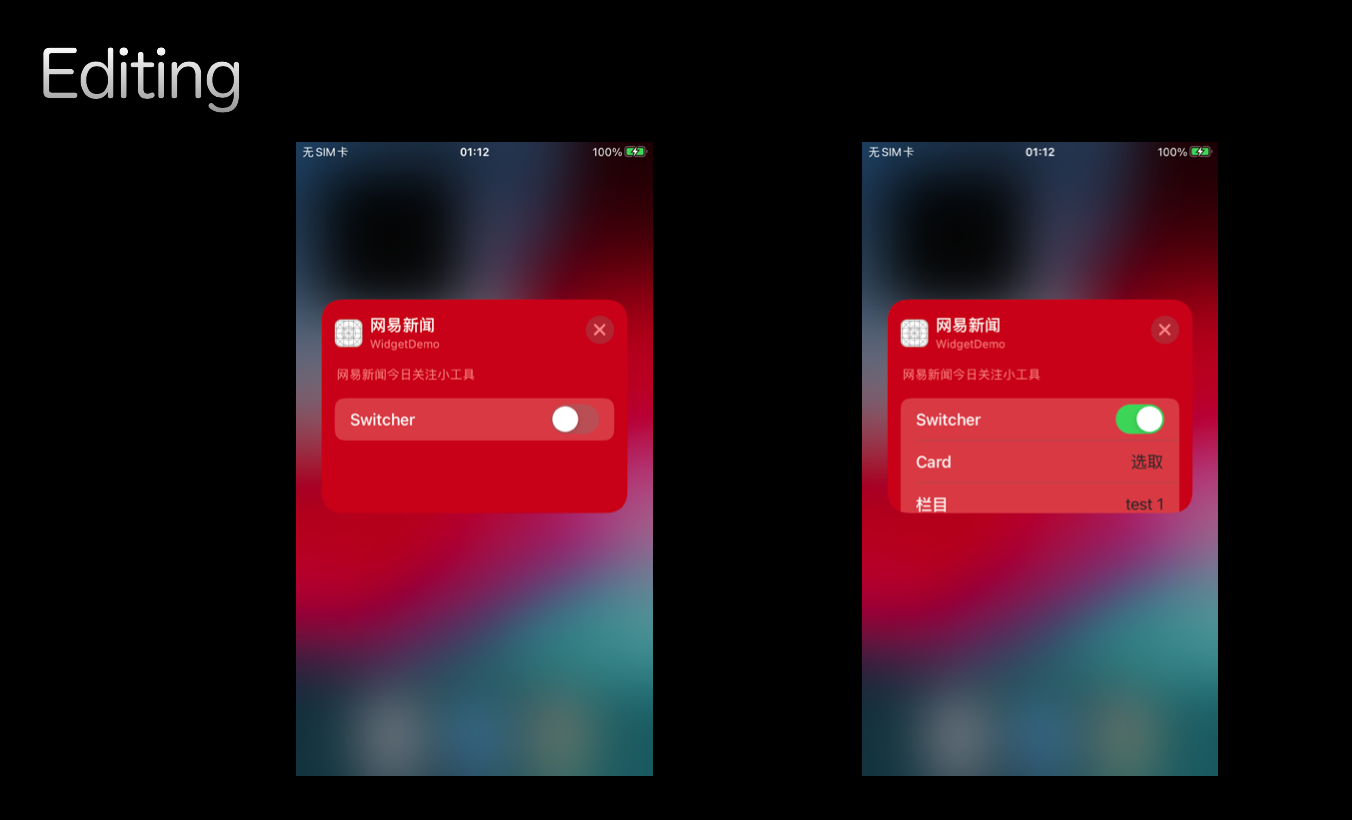 Editing
无SIM卡 01:12 100%
网易新闻
WidgetDemo
网易新闻今日关注小工具
Switcher
无SIM卡 01:12 100%
网易新闻
WidgetDemo
网易新闻今日关注小工具
Switcher
Card 选取
栏目 test 1